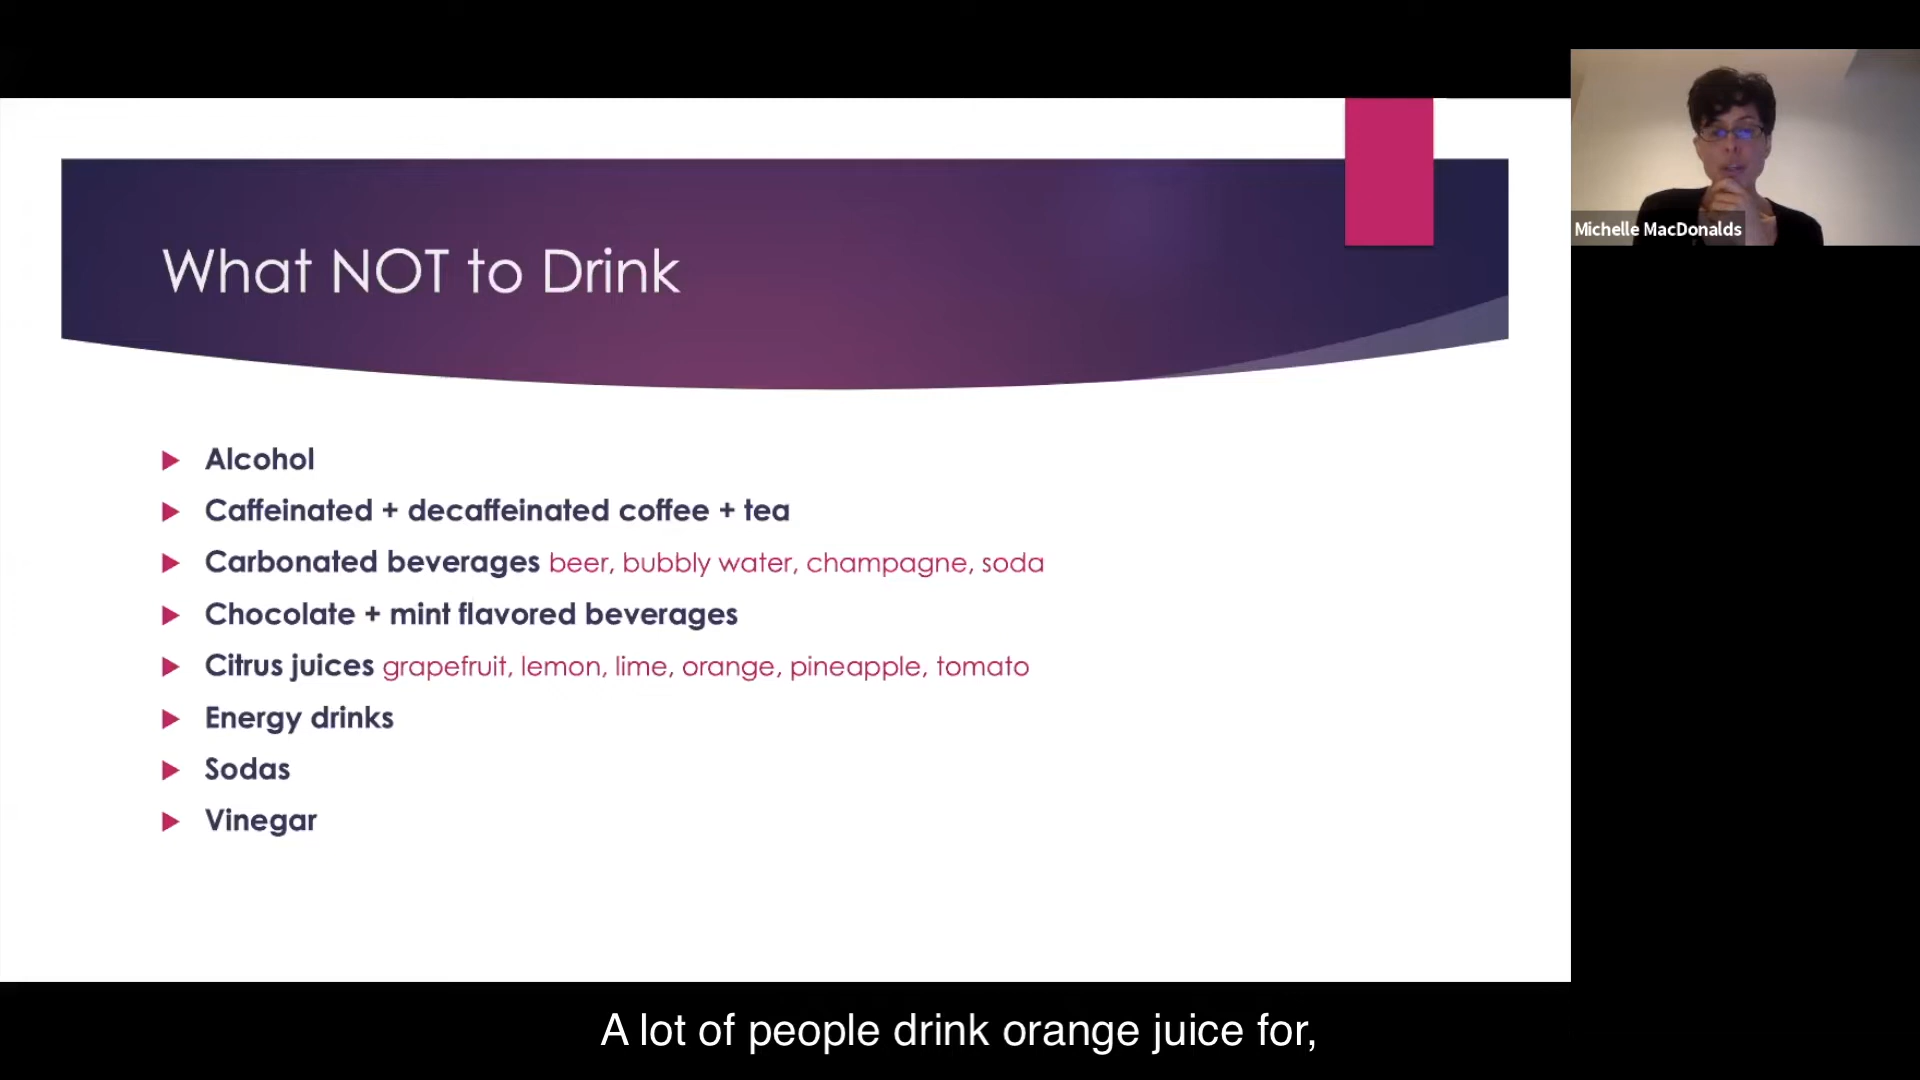 Michelle MacDonalds
What NOT to Drink
Alcohol
Caffeinated + decaffeinated coffee + tea
Carbonated beverages beer, bubbly water, champagne, soda
Chocolate + mint flavored beverages
Citrus juices grapefruit, lemon, lime, orange, pineapple, tomato
Energy drinks
Sodas
Vinegar
A lot of people drink orange juice for,